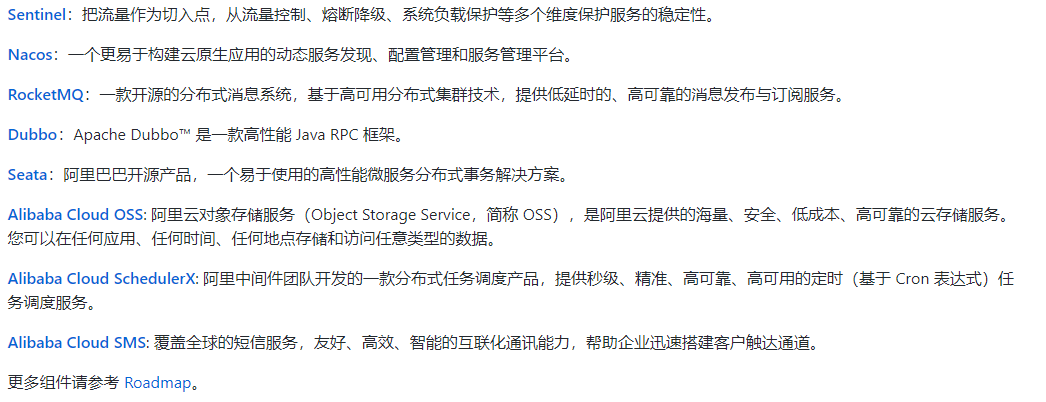 Sentinel：把流量作为切入点，从流量控制、熔断降级、系统负载保护等多个维度保护服务的稳定性。
Nacos：一个更易于构建云原生应用的动态服务发现、配置管理和服务管理平台。
RocketMQ：一款开源的分布式消息系统，基于高可用分布式集群技术，提供低延时的、高可靠的消息发布与订阅服务。
Dubbo：Apache Dubbo™ 是一款高性能 Java RPC 框架。
Seata：阿里巴巴开源产品，一个易于使用的高性能微服务分布式事务解决方案。
Alibaba Cloud OSS: 阿里云对象存储服务（Object Storage Service，简称 OSS），是阿里云提供的海量、安全、低成本、高可靠的云存储服务。
您可以在任何应用、任何时间、任何地点存储和访问任意类型的数据。
Alibaba Cloud SchedulerX: 阿里中间件团队开发的一款分布式任务调度产品，提供秒级、精准、高可靠、高可用的定时（基于 Cron 表达式）任
务调度服务。
Alibaba Cloud SMS: 覆盖全球的短信服务，友好、高效、智能的互联化通讯能力，帮助企业迅速搭建客户触达通道。
更多组件请参考 Roadmap。